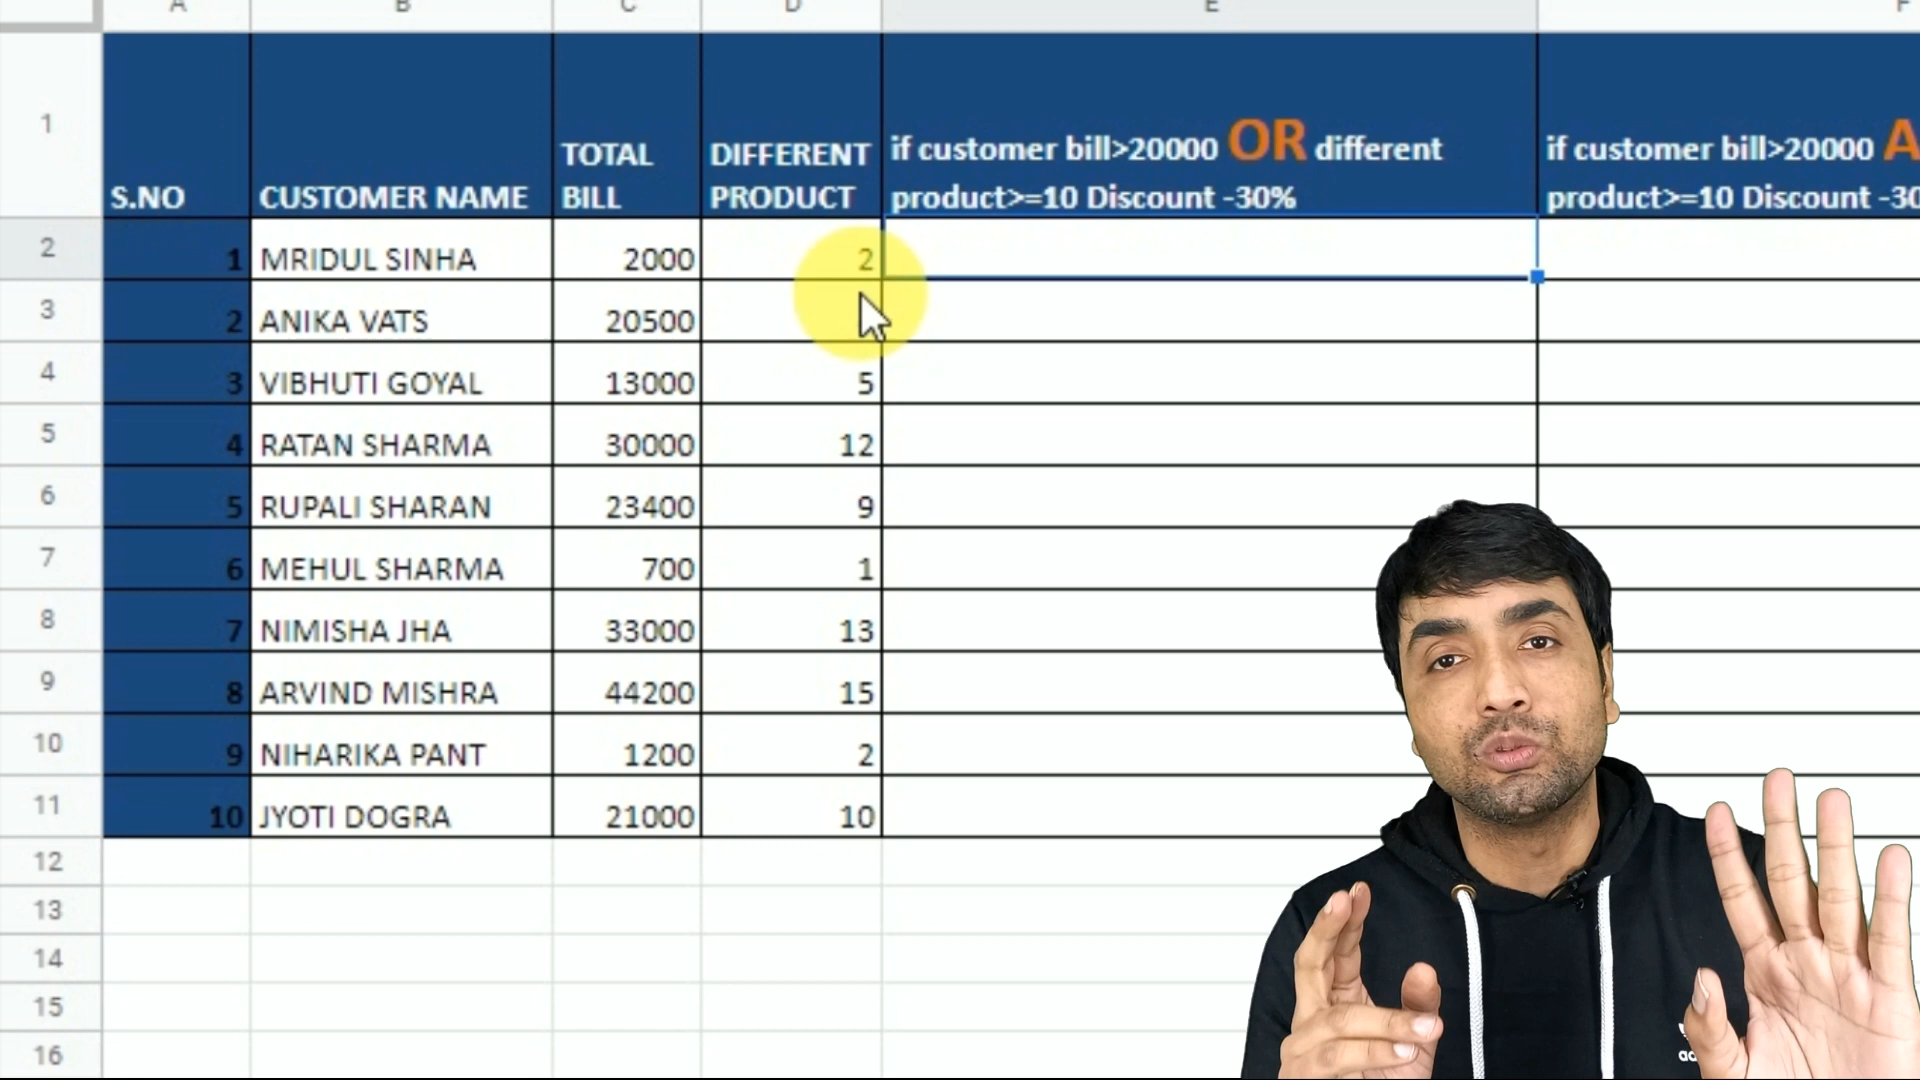 A B C D E F
1
S.NO CUSTOMER NAME TOTAL BILL DIFFERENT PRODUCT if customer bill>20000 OR different product>=10 Discount -30% if customer bill>20000 product>=10 Discount
2 1 MRIDUL SINHA 2000 2
3 2 ANIKA VATS 20500
4 3 VIBHUTI GOYAL 13000 5
5 4 RATAN SHARMA 30000 12
6 5 RUPALI SHARAN 23400 9
7 6 MEHUL SHARMA 700 1
8 7 NIMISHA JHA 33000 13
9 8 ARVIND MISHRA 44200 15
10 9 NIHARIKA PANT 1200 2
11 10 JYOTI DOGRA 21000 10
12
13
14
15
16